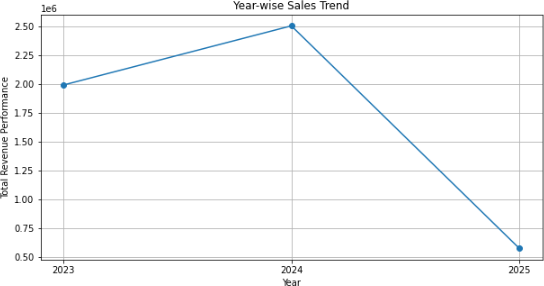 Year-wise Sales Trend
1e6
2.50
2.25
2.00
1.75
1.50
1.25
1.00
0.75
0.50
Total Revenue Performance
2023 2024 2025
Year